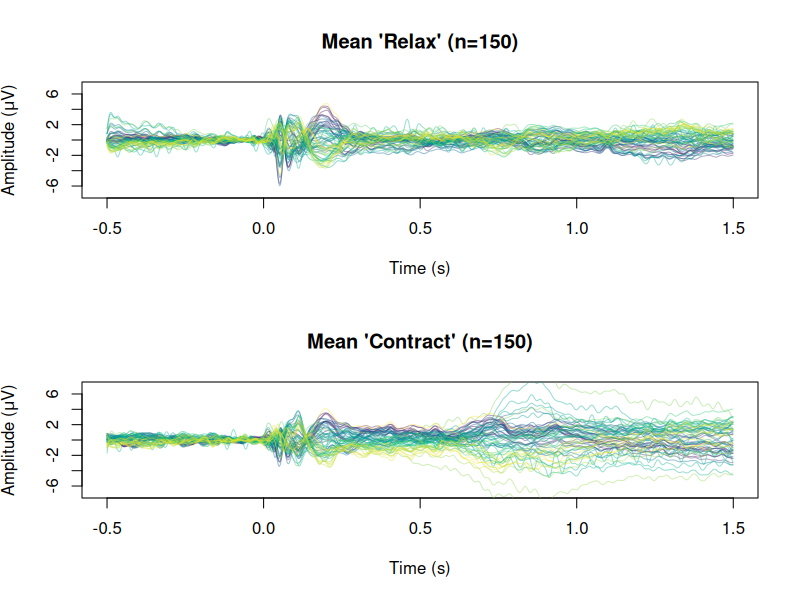 Mean 'Relax' (n=150)
Amplitude (µV)
6
2
-2
-6
-0.5 0.0 0.5 1.0 1.5
Time (s)
Mean 'Contract' (n=150)
Amplitude (µV)
6
2
-2
-6
-0.5 0.0 0.5 1.0 1.5
Time (s)